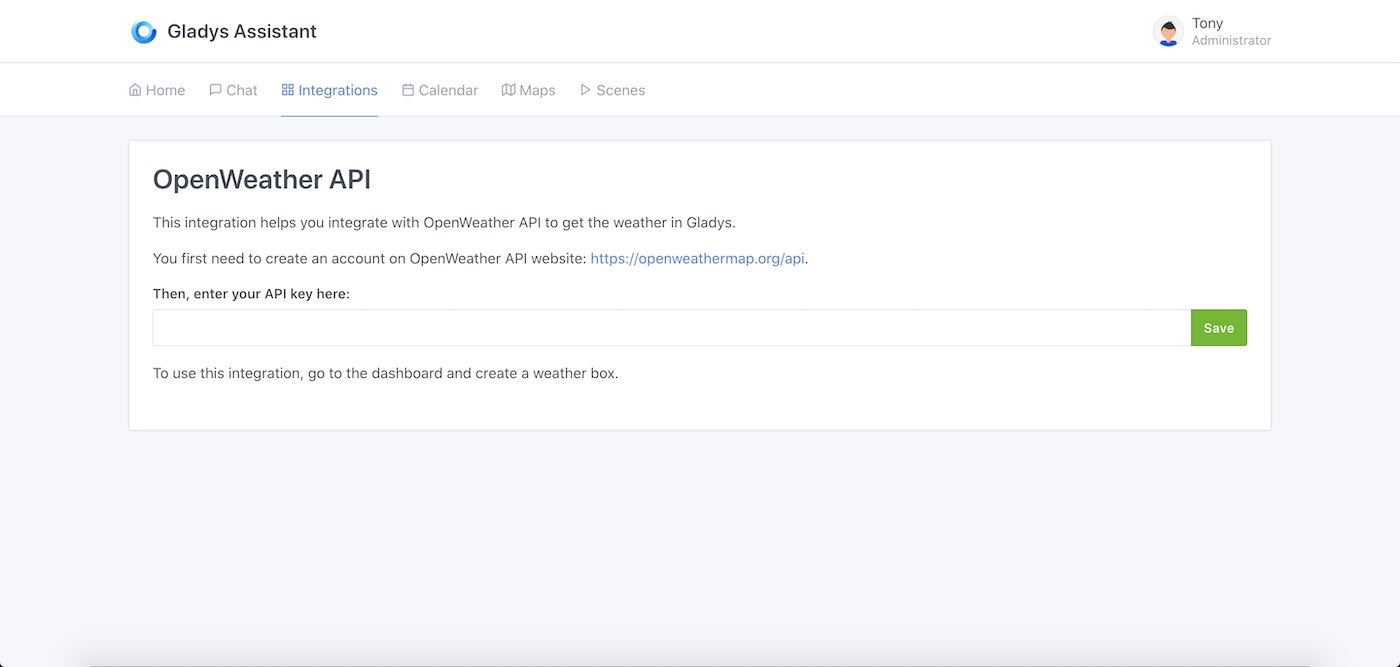 Gladys Assistant
Tony
Administrator
Home Chat Integrations Calendar Maps Scenes
OpenWeather API
This integration helps you integrate with OpenWeather API to get the weather in Gladys.
You first need to create an account on OpenWeather API website: https://openweathermap.org/api.
Then, enter your API key here:
Save
To use this integration, go to the dashboard and create a weather box.